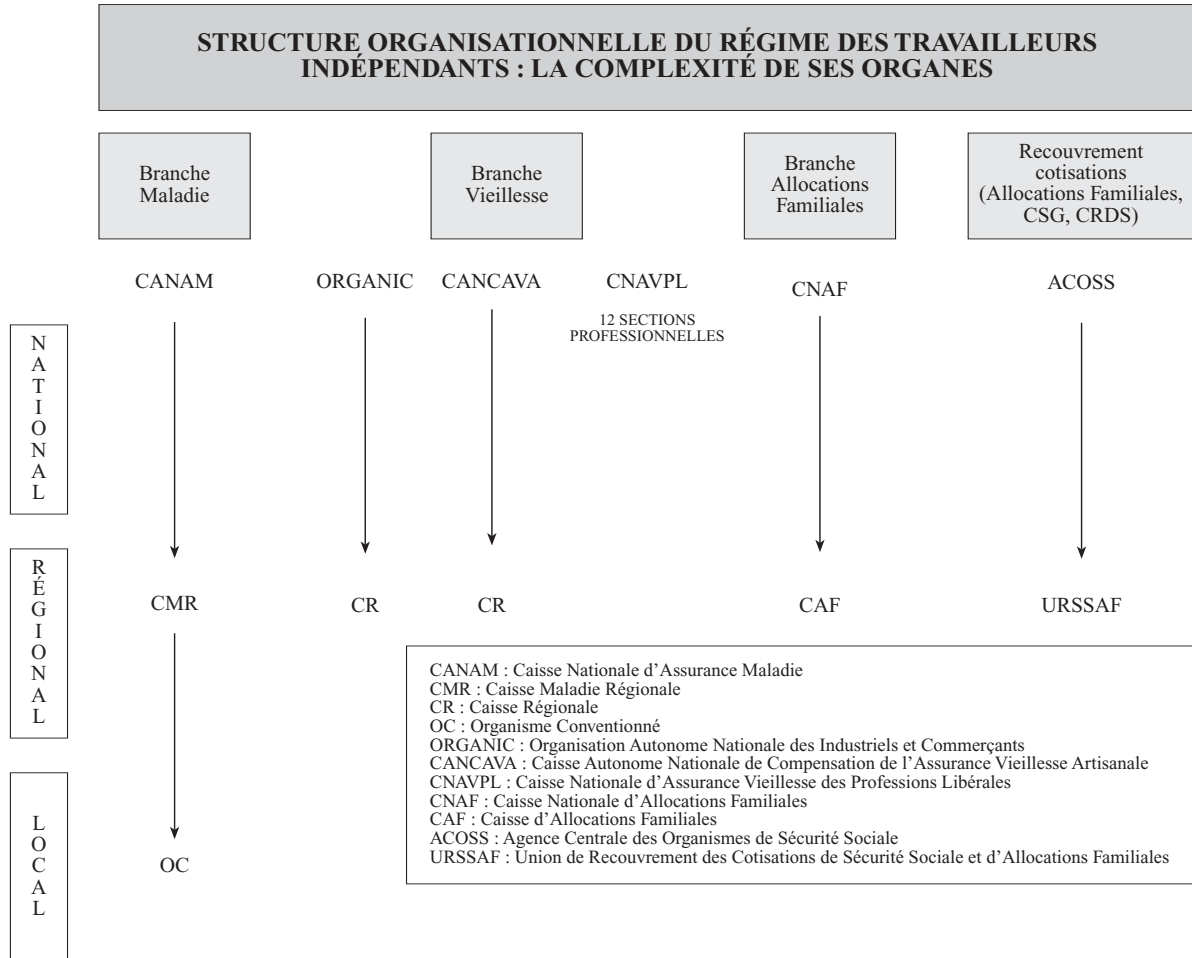 STRUCTURE ORGANISATIONNELLE DU RÉGIME DES TRAVAILLEURS
INDÉPENDANTS : LA COMPLEXITÉ DE SES ORGANES
Branche
Maladie
Branche
Vieillesse
Branche
Allocations
Familiales
Recouvrement
cotisations
(Allocations Familiales,
CSG, CRDS)
CANAM
ORGANIC
CANCAVA
CNAVPL
12 SECTIONS
PROFESSIONNELLES
CNAF
ACOSS
NATIONAL
RÉGIONAL
CMR
CR
CR
CAF
URSSAF
LOCAL
OC
CANAM : Caisse Nationale d’Assurance Maladie
CMR : Caisse Maladie Régionale
CR : Caisse Régionale
OC : Organisme Conventionné
ORGANIC : Organisation Autonome Nationale des Industriels et Commerçants
CANCAVA : Caisse Autonome Nationale de Compensation de l’Assurance Vieillesse Artisanale
CNAVPL : Caisse Nationale d’Assurance Vieillesse des Professions Libérales
CNAF : Caisse Nationale d’Allocations Familiales
CAF : Caisse d’Allocations Familiales
ACOSS : Agence Centrale des Organismes de Sécurité Sociale
URSSAF : Union de Recouvrement des Cotisations de Sécurité Sociale et d’Allocations Familiales